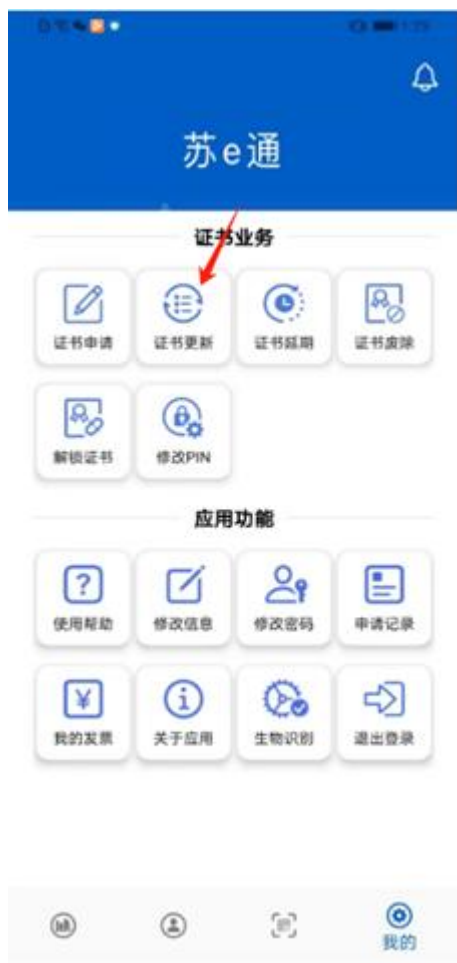 苏e通
证书业务
证书申请 证书更新 证书延期 证书废除
解锁证书 修改PIN
应用功能
使用帮助 修改信息 修改密码 申请记录
我的发票 关于应用 生物识别 退出登录
我的